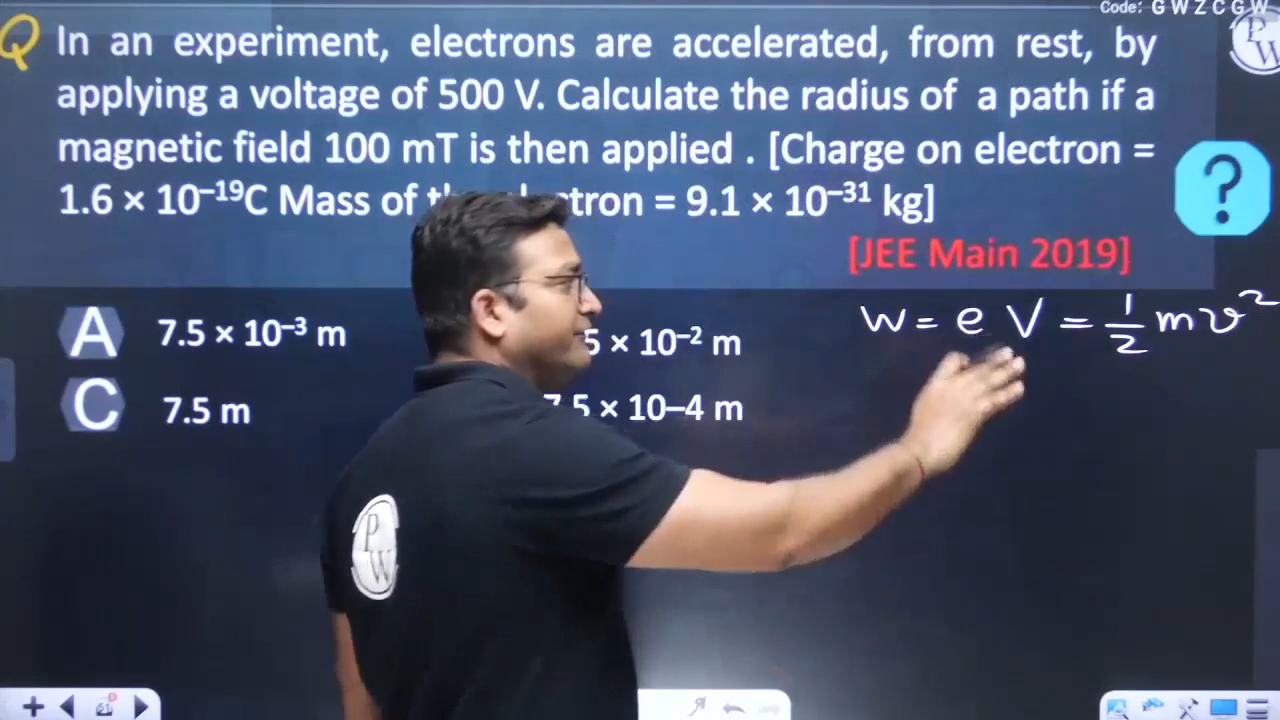 Code: G W Z C G W
Q In an experiment, electrons are accelerated, from rest, by
applying a voltage of 500 V. Calculate the radius of a path if a
magnetic field 100 mT is then applied . [Charge on electron =
1.6 × 10⁻¹⁹C Mass of = 9.1 × 10⁻³¹ kg]
[JEE Main 2019]
W = e V = 1/2 mv²
A 7.5 × 10⁻³ m 5 × 10⁻² m
C 7.5 m 7.5 × 10–4 m
P W
P W